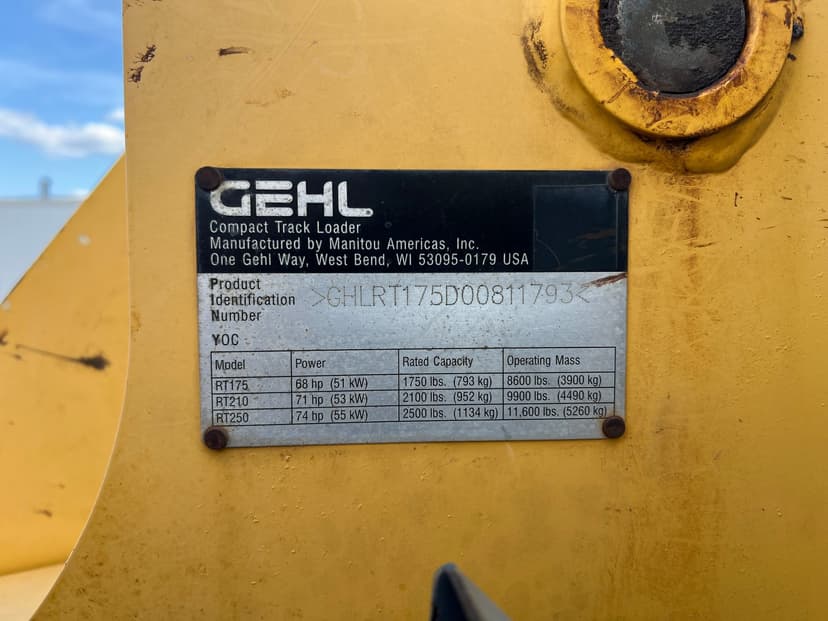 GEHL
Compact Track Loader
Manufactured by Manitou Americas, Inc.
One Gehl Way, West Bend, WI 53095-0179 USA
Product
Identification >GHLRT175D00811793<
Number
YOC
Model Power Rated Capacity Operating Mass
RT175 68 hp (51 kW) 1750 lbs. (793 kg) 8600 lbs. (3900 kg)
RT210 71 hp (53 kW) 2100 lbs. (952 kg) 9900 lbs. (4490 kg)
RT250 74 hp (55 kW) 2500 lbs. (1134 kg) 11,600 lbs. (5260 kg)